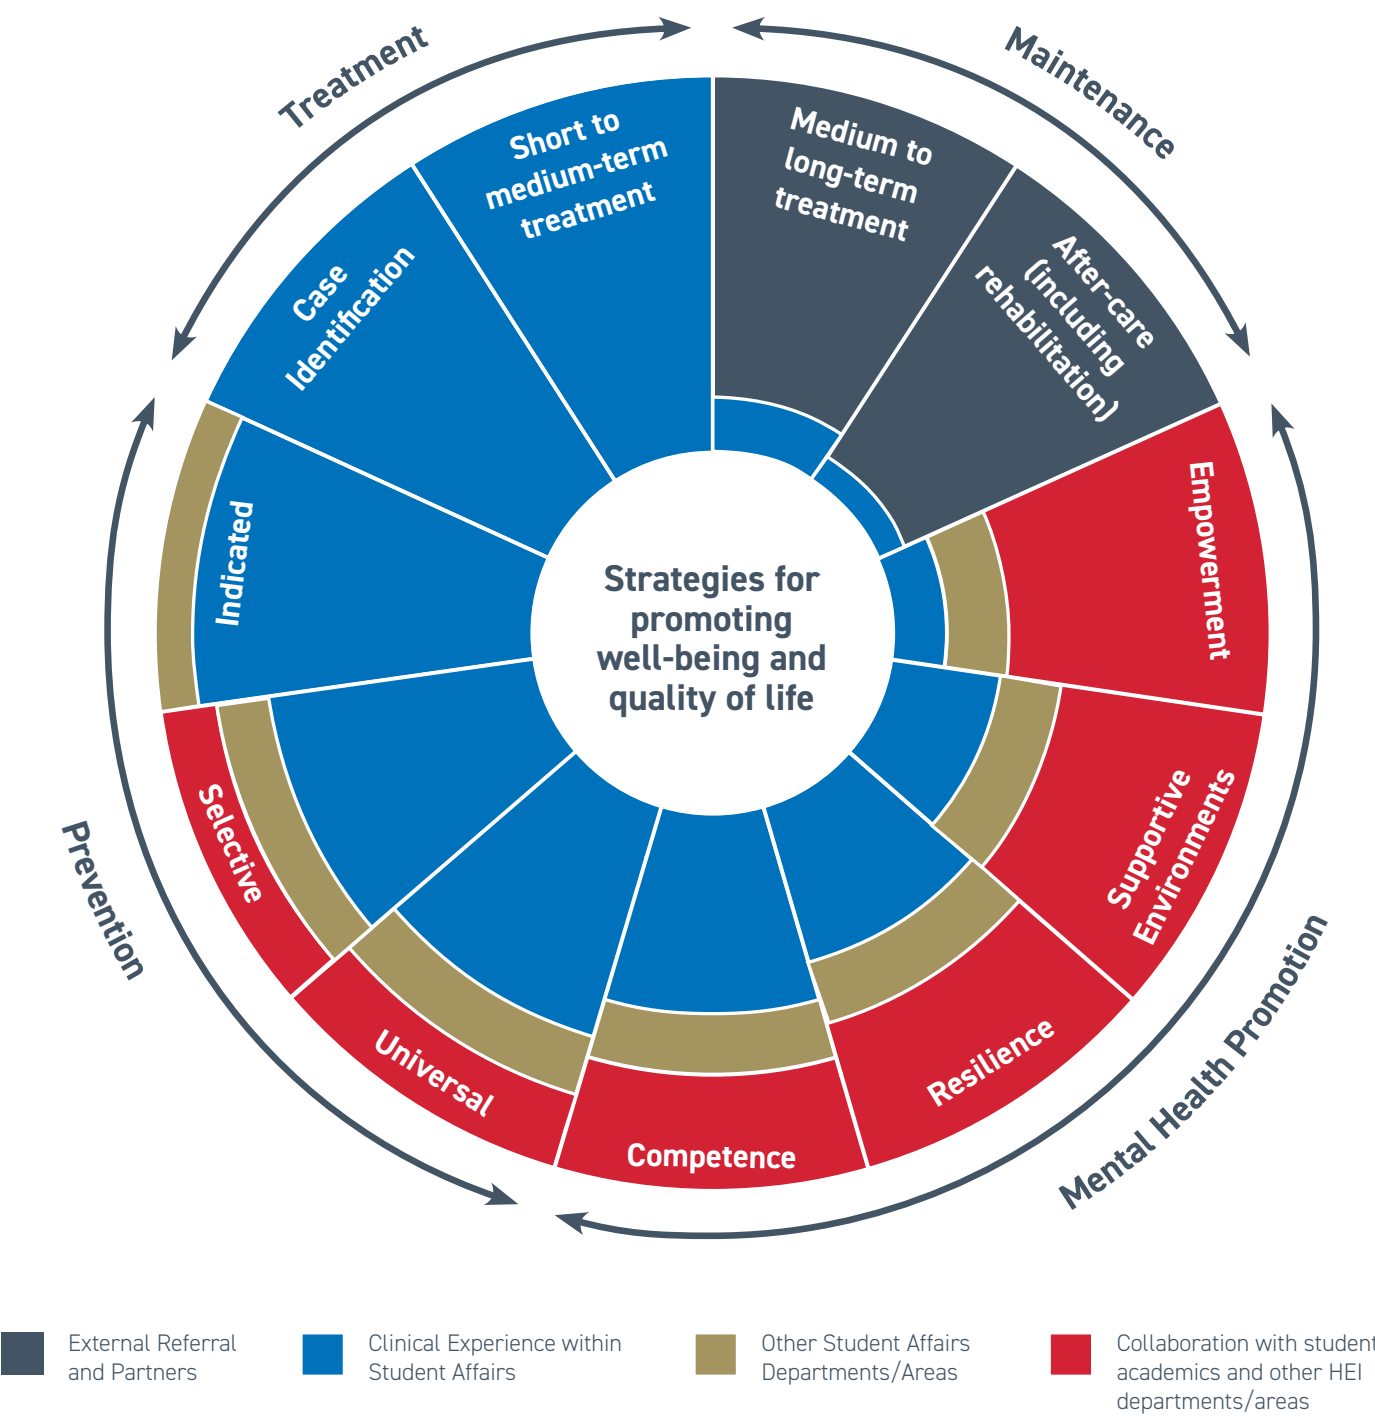 Treatment
Maintenance
Short to
medium-term
treatment
Medium to
long-term
treatment
Case
Identification
After-care
(including
rehabilitation)
Indicated
Empowerment
Strategies for
promoting
well-being and
quality of life
Selective
Supportive
Environments
Prevention
Universal
Resilience
Competence
Mental Health Promotion
External Referral
and Partners
Clinical Experience within
Student Affairs
Other Student Affairs
Departments/Areas
Collaboration with student
academics and other HEI
departments/areas